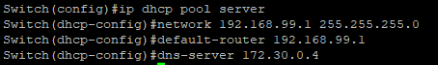 Switch(config)#ip dhcp pool server
Switch(dhcp-config)#network 192.168.99.1 255.255.255.0
Switch(dhcp-config)#default-router 192.168.99.1
Switch(dhcp-config)#dns-server 172.30.0.4